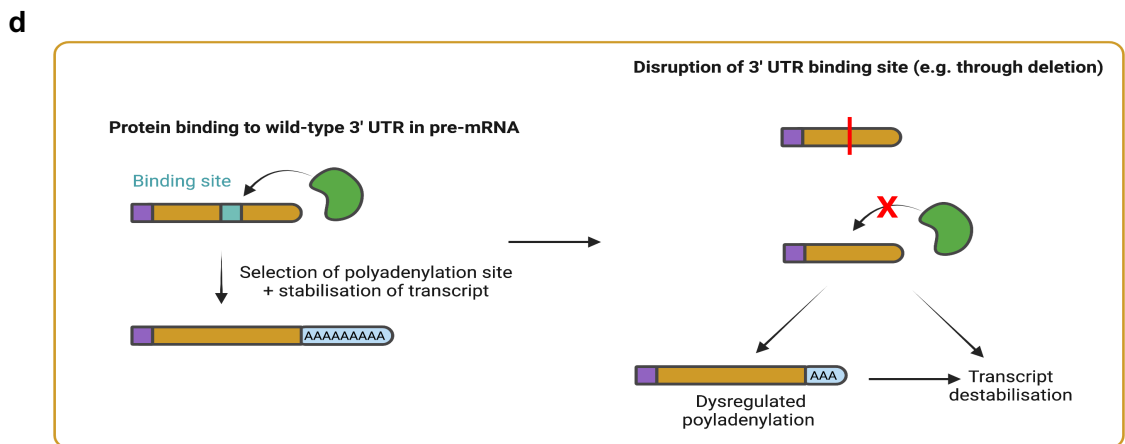 d
Disruption of 3' UTR binding site (e.g. through deletion)
Protein binding to wild-type 3' UTR in pre-mRNA
Binding site
X
Selection of polyadenylation site
+ stabilisation of transcript
AAAAAAAAA
AAA
Dysregulated
poyladenylation
Transcript
destabilisation